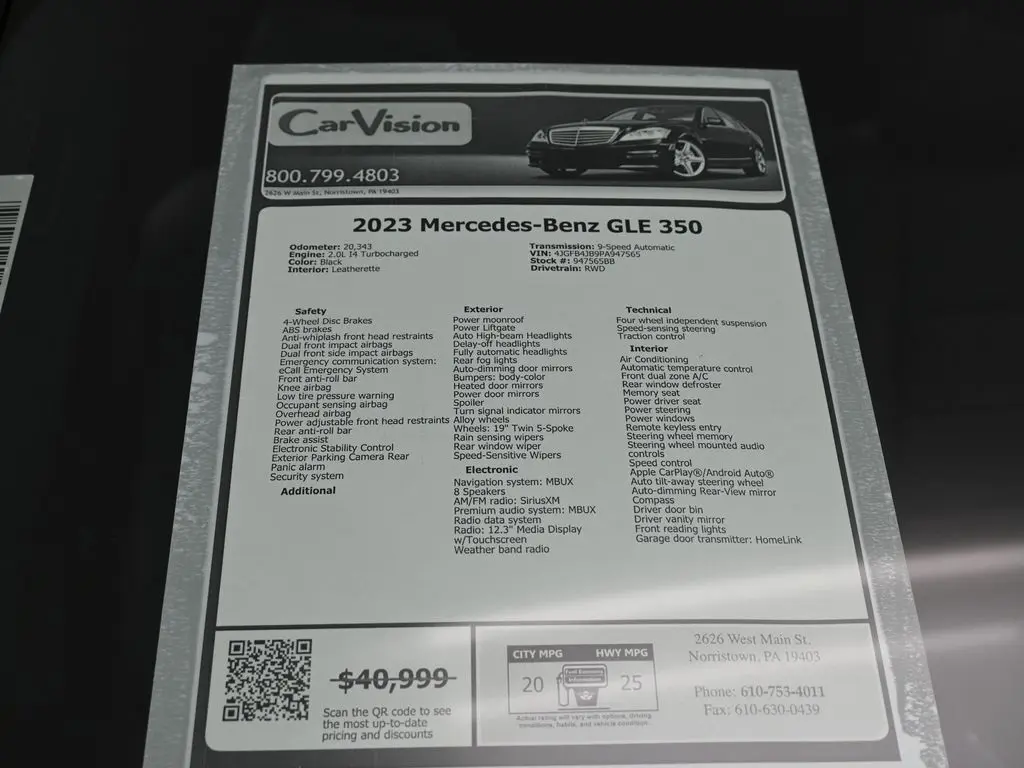 CarVision
800.799.4803
2626 W Main St, Norristown, PA 19403
2023 Mercedes-Benz GLE 350
Odometer: 20,343
Engine: 2.0L I4 Turbocharged
Color: Black
Interior: Leatherette
Transmission: 9-Speed Automatic
VIN: 4JGFB4JB9PA947565
Stock #: 947565BB
Drivetrain: RWD
Safety
4-Wheel Disc Brakes
ABS brakes
Anti-whiplash front head restraints
Dual front impact airbags
Dual front side impact airbags
Emergency communication system:
eCall Emergency System
Front anti-roll bar
Knee airbag
Low tire pressure warning
Occupant sensing airbag
Overhead airbag
Power adjustable front head restraints
Rear anti-roll bar
Brake assist
Electronic Stability Control
Exterior Parking Camera Rear
Panic alarm
Security system
Additional
Exterior
Power moonroof
Power Liftgate
Auto High-beam Headlights
Delay-off headlights
Fully automatic headlights
Rear fog lights
Auto-dimming door mirrors
Bumpers: body-color
Heated door mirrors
Power door mirrors
Spoiler
Turn signal indicator mirrors
Alloy wheels
Wheels: 19" Twin 5-Spoke
Rain sensing wipers
Rear window wiper
Speed-Sensitive Wipers
Electronic
Navigation system: MBUX
8 Speakers
AM/FM radio: SiriusXM
Premium audio system: MBUX
Radio data system
Radio: 12.3" Media Display
w/Touchscreen
Weather band radio
Technical
Four wheel independent suspension
Speed-sensing steering
Traction control
Interior
Air Conditioning
Automatic temperature control
Front dual zone A/C
Rear window defroster
Memory seat
Power driver seat
Power steering
Power windows
Remote keyless entry
Steering wheel memory
Steering wheel mounted audio
controls
Speed control
Apple CarPlay®/Android Auto®
Auto tilt-away steering wheel
Auto-dimming Rear-View mirror
Compass
Driver door bin
Driver vanity mirror
Front reading lights
Garage door transmitter: HomeLink
$40,999
Scan the QR code to see
the most up-to-date
pricing and discounts
CITY MPG
HWY MPG
20
25
Fuel Economy
Information
Actual rating will vary with options, driving
conditions, habits, and vehicle condition.
2626 West Main St.
Norristown, PA 19403
Phone: 610-753-4011
Fax: 610-630-0439